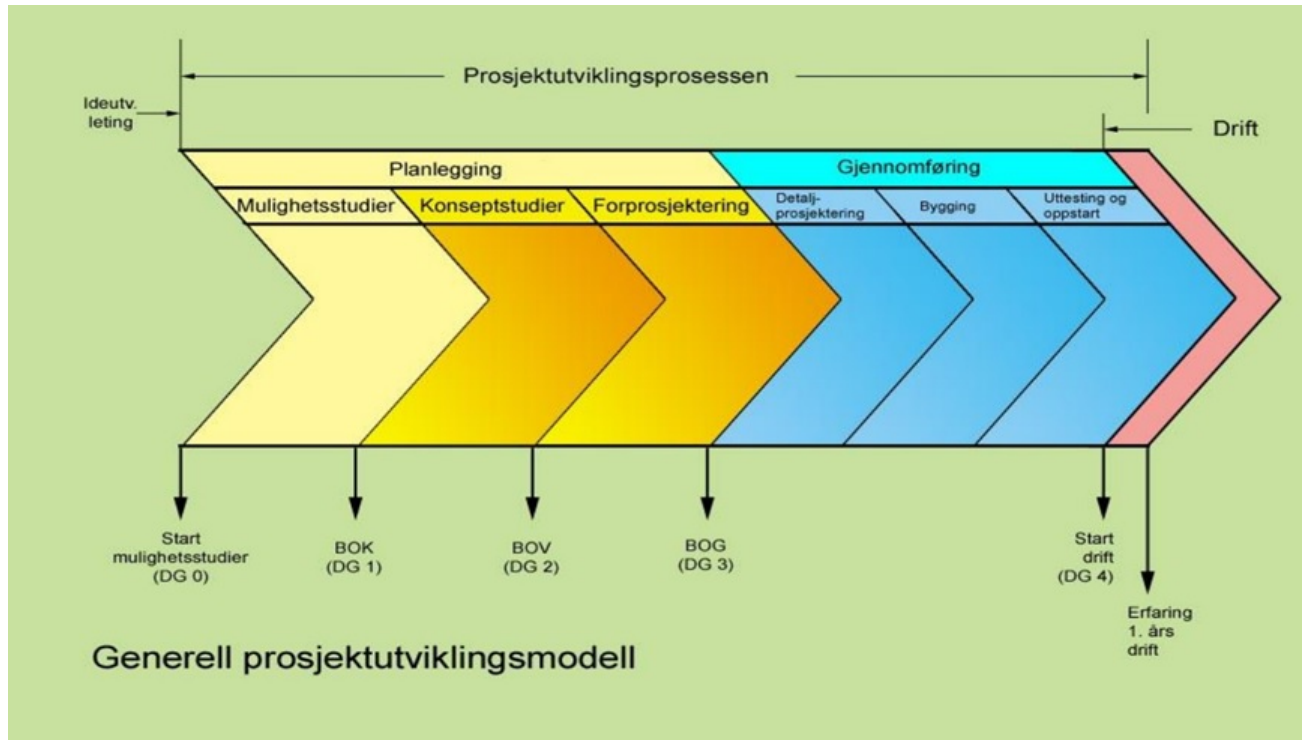 Prosjektutviklingsprosessen
Ideutv.
leting
Drift
Planlegging
Gjennomføring
Mulighetsstudier
Konseptstudier
Forprosjektering
Detalj-
prosjektering
Bygging
Uttesting og
oppstart
Start
mulighetsstudier
(DG 0)
BOK
(DG 1)
BOV
(DG 2)
BOG
(DG 3)
Start
drift
(DG 4)
Erfaring
1. års
drift
Generell prosjektutviklingsmodell